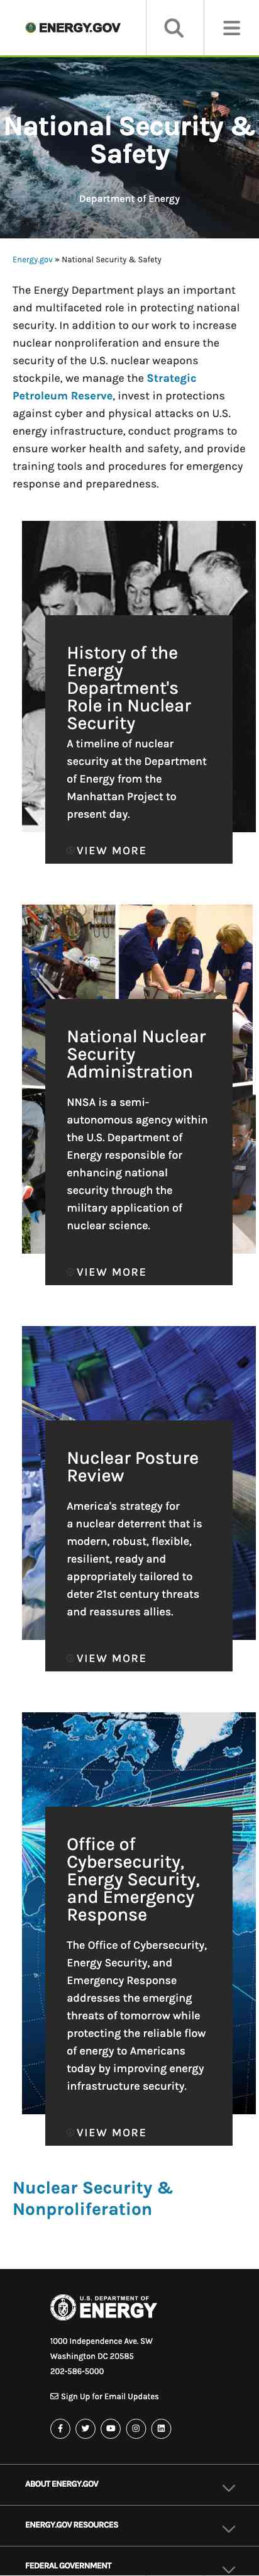 ENERGY.GOV
National Security &
Safety
Department of Energy
Energy.gov » National Security & Safety
The Energy Department plays an important
and multifaceted role in protecting national
security. In addition to our work to increase
nuclear nonproliferation and ensure the
security of the U.S. nuclear weapons
stockpile, we manage the Strategic
Petroleum Reserve, invest in protections
against cyber and physical attacks on U.S.
energy infrastructure, conduct programs to
ensure worker health and safety, and provide
training tools and procedures for emergency
response and preparedness.
History of the
Energy
Department's
Role in Nuclear
Security
A timeline of nuclear
security at the Department
of Energy from the
Manhattan Project to
present day.
VIEW MORE
National Nuclear
Security
Administration
NNSA is a semi-
autonomous agency within
the U.S. Department of
Energy responsible for
enhancing national
security through the
military application of
nuclear science.
VIEW MORE
Nuclear Posture
Review
America's strategy for
a nuclear deterrent that is
modern, robust, flexible,
resilient, ready and
appropriately tailored to
deter 21st century threats
and reassures allies.
VIEW MORE
Office of
Cybersecurity,
Energy Security,
and Emergency
Response
The Office of Cybersecurity,
Energy Security, and
Emergency Response
addresses the emerging
threats of tomorrow while
protecting the reliable flow
of energy to Americans
today by improving energy
infrastructure security.
VIEW MORE
Nuclear Security &
Nonproliferation
U.S. DEPARTMENT OF
ENERGY
1000 Independence Ave. SW
Washington DC 20585
202-586-5000
Sign Up for Email Updates
ABOUT ENERGY.GOV
ENERGY.GOV RESOURCES
FEDERAL GOVERNMENT